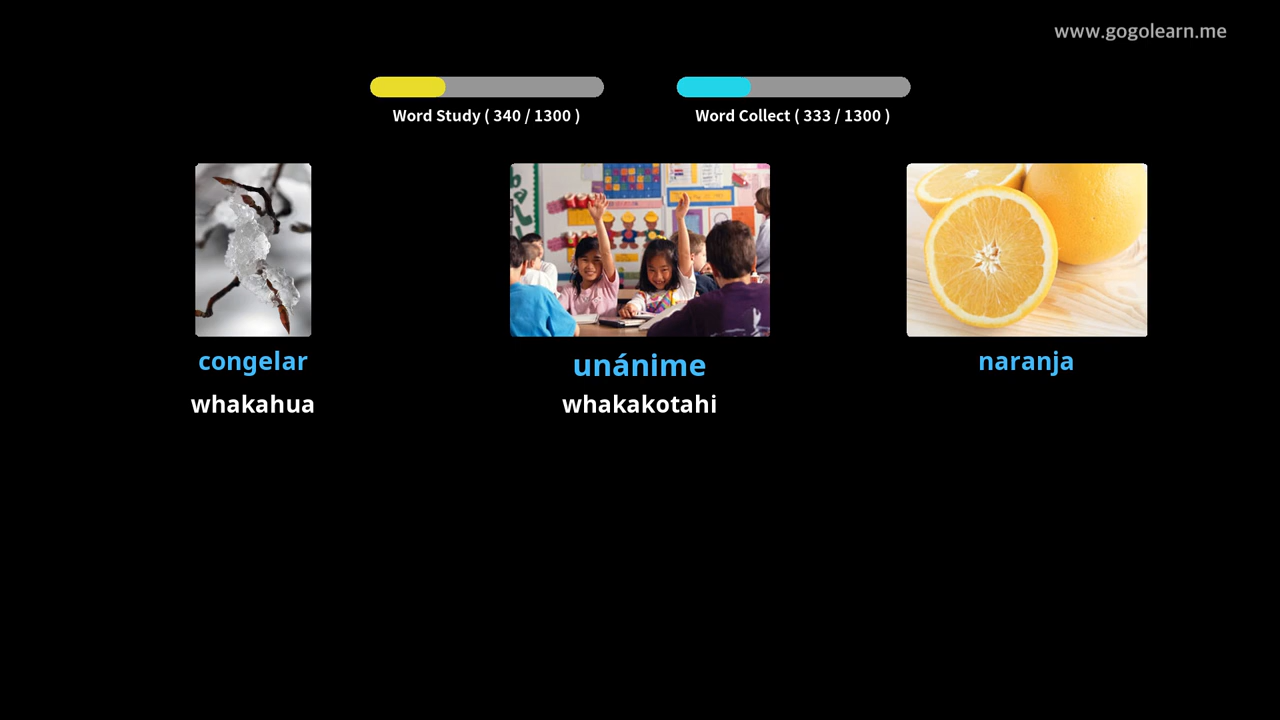 www.gogolearn.me
Word Study ( 340 / 1300 )
Word Collect ( 333 / 1300 )
congelar
whakahua
unánime
whakakotahi
naranja